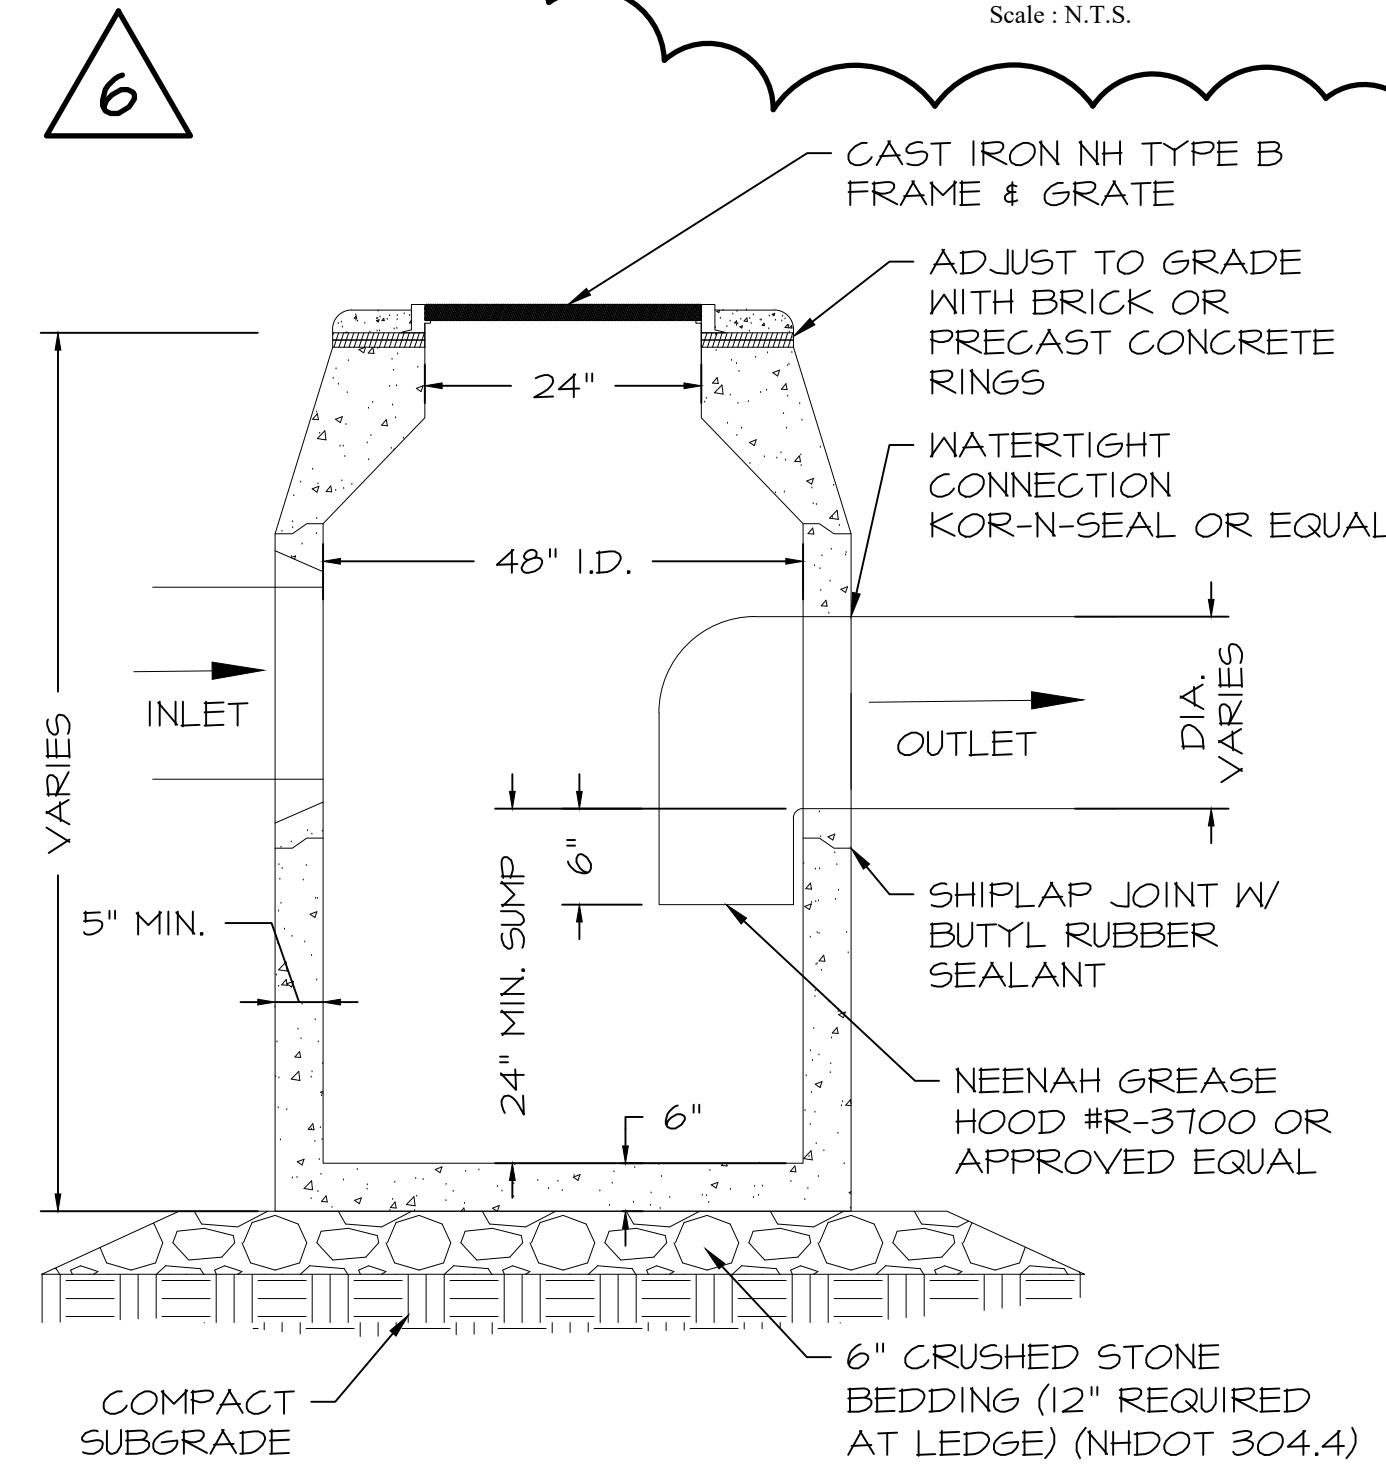 Scale : N.T.S.
6
CAST IRON NH TYPE B
FRAME & GRATE
ADJUST TO GRADE
WITH BRICK OR
PRECAST CONCRETE
RINGS
24"
WATERTIGHT
CONNECTION
KOR-N-SEAL OR EQUAL
48" I.D.
INLET
OUTLET
DIA.
VARIES
VARIES
6"
24" MIN. SUMP
5" MIN.
SHIPLAP JOINT W/
BUTYL RUBBER
SEALANT
NEENAH GREASE
HOOD #R-3700 OR
APPROVED EQUAL
6"
6" CRUSHED STONE
BEDDING (12" REQUIRED
AT LEDGE) (NHDOT 304.4)
COMPACT
SUBGRADE